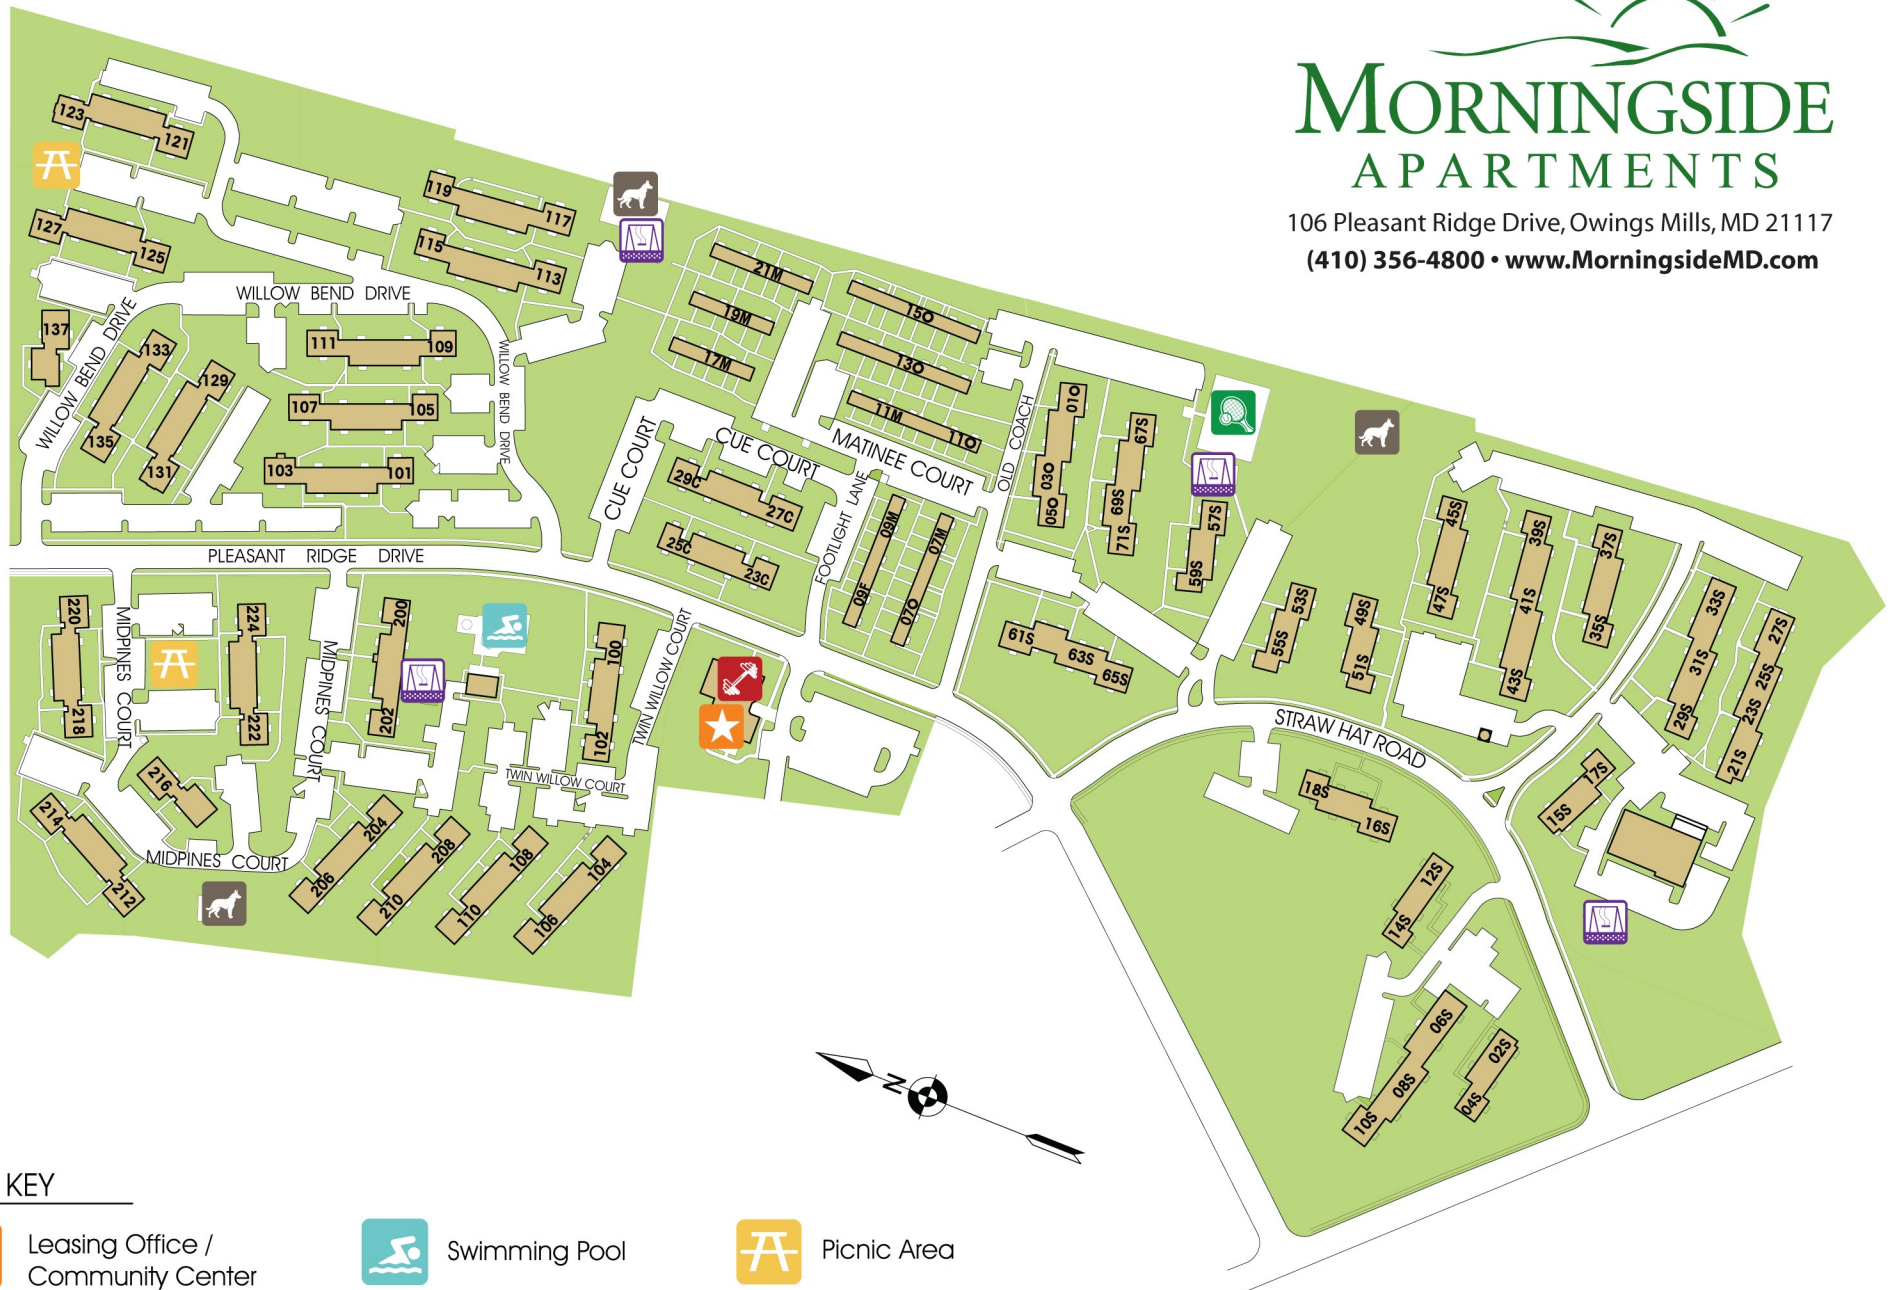 MORNINGSIDE
APARTMENTS
106 Pleasant Ridge Drive, Owings Mills, MD 21117
(410) 356-4800 • www.MorningsideMD.com
123
121
127
125
119
117
115
113
WILLOW BEND DRIVE
WILLOW BEND DRIVE
WILLOW BEND DRIVE
137
133
135
129
131
111
109
107
105
103
101
21M
19M
17M
15O
13O
11M
11O
CUE COURT
CUE COURT
MATINEE COURT
OLD COACH
FOOTLIGHT LANE
29C
27C
25C
23C
09M
09F
07M
07O
01O
03O
05O
67S
69S
71S
57S
59S
61S
63S
65S
53S
55S
49S
51S
45S
47S
39S
41S
43S
37S
35S
33S
31S
29S
27S
25S
23S
21S
17S
15S
PLEASANT RIDGE DRIVE
STRAW HAT ROAD
220
218
MIDPINES COURT
224
222
MIDPINES COURT
200
202
100
102
TWIN WILLOW COURT
TWIN WILLOW COURT
216
214
212
MIDPINES COURT
204
206
208
210
108
110
104
106
18S
16S
12S
14S
06S
08S
10S
02S
04S
N
KEY
Leasing Office /
Community Center
Swimming Pool
Picnic Area